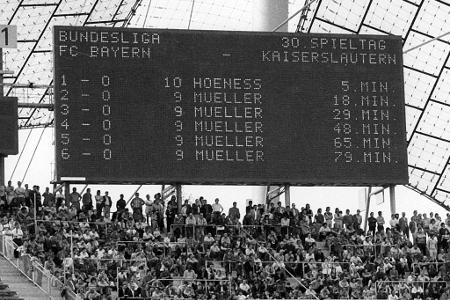 1
BUNDESLIGA 30.SPIELTAG
FC BAYERN - KAISERSLAUTERN
1 - 0 10 HOENESS 5.MIN.
2 - 0 9 MUELLER 18.MIN.
3 - 0 9 MUELLER 29.MIN.
4 - 0 9 MUELLER 48.MIN.
5 - 0 9 MUELLER 65.MIN.
6 - 0 9 MUELLER 79.MIN.